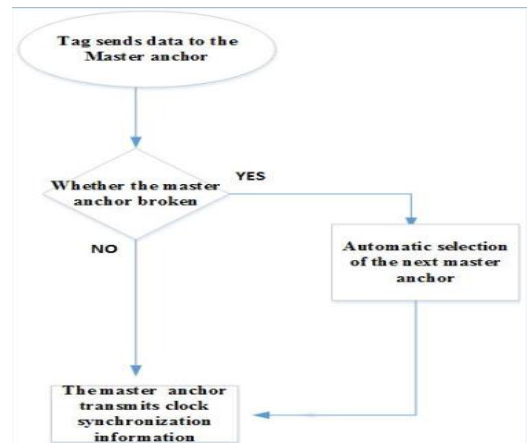 Tag sends data to the
Master anchor
Whether the master
anchor broken
YES
NO
Automatic selection
of the next master
anchor
The master anchor
transmits clock
synchronization
information